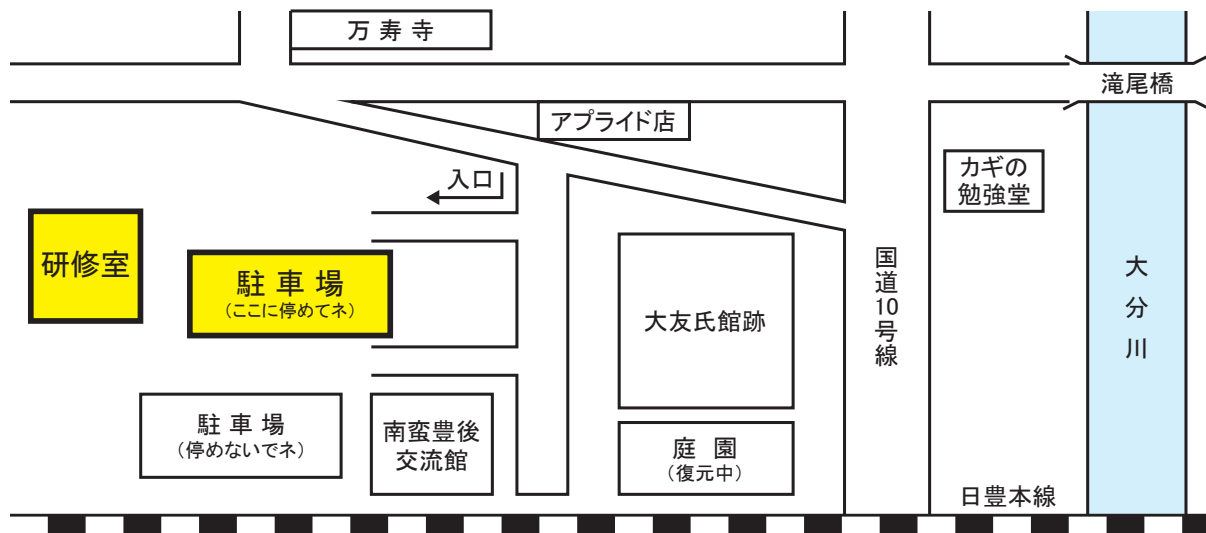 万寿寺
滝尾橋
アプライド店
カギの
勉強堂
入口
研修室
駐車場
(ここに停めてネ)
大友氏館跡
国道10号線
大分川
駐車場
(停めないでネ)
南蛮豊後
交流館
庭園
(復元中)
日豊本線